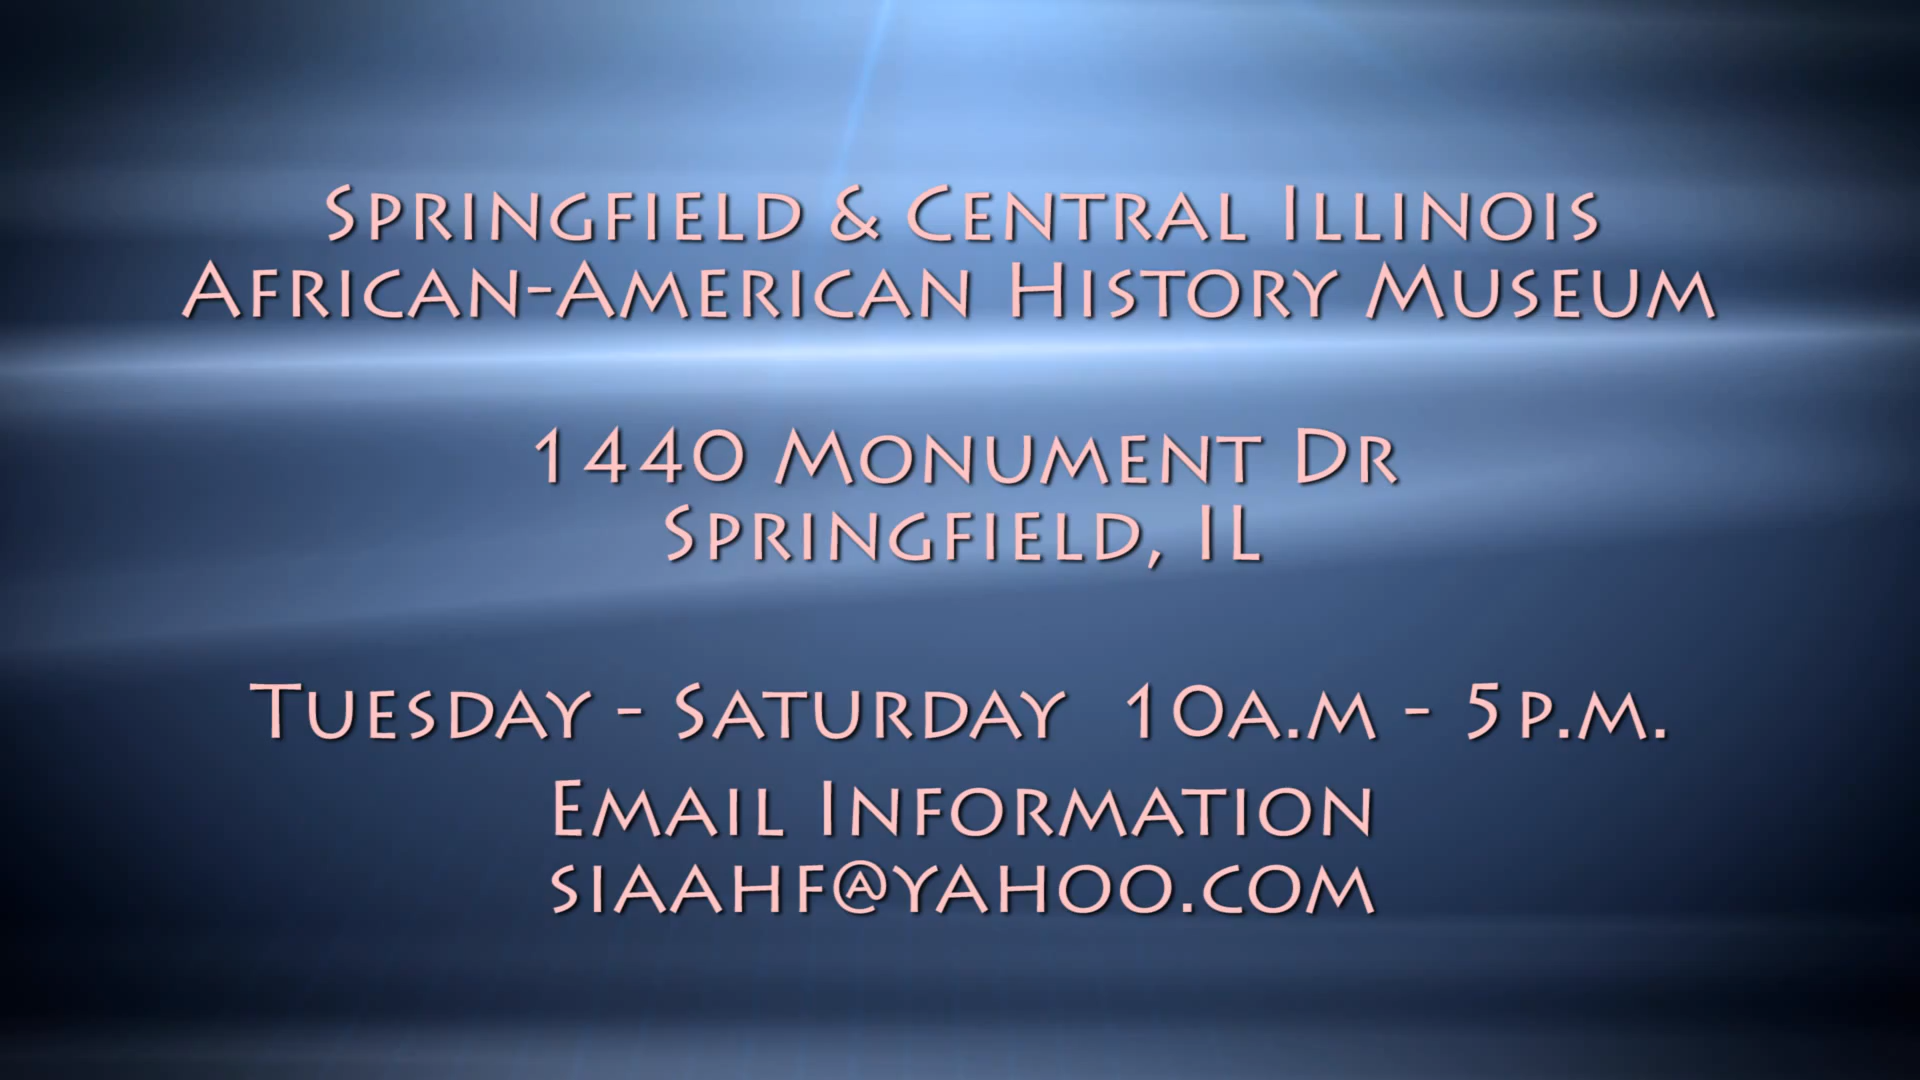 Springfield & Central Illinois
African-American History Museum
1440 Monument Dr
Springfield, IL
Tuesday - Saturday 10a.m - 5p.m.
Email Information
siaahf@yahoo.com